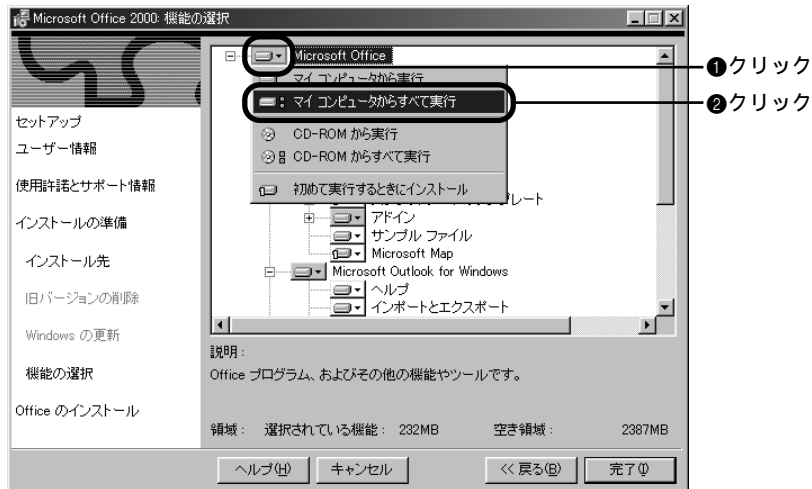 Microsoft Office 2000: 機能の選択
セットアップ
ユーザー情報
使用許諾とサポート情報
インストールの準備
インストール先
旧バージョンの削除
Windows の更新
機能の選択
Office のインストール
Microsoft Office
マイ コンピュータから実行
マイ コンピュータからすべて実行
CD-ROM から実行
CD-ROM からすべて実行
初めて実行するときにインストール
プレート
アドイン
サンプル ファイル
Microsoft Map
Microsoft Outlook for Windows
ヘルプ
インポートとエクスポート
❶クリック
❷クリック
説明:
Office プログラム、およびその他の機能やツールです。
領域: 選択されている機能: 232MB 空き領域: 2387MB
ヘルプ(H) キャンセル << 戻る(B) 完了(I)